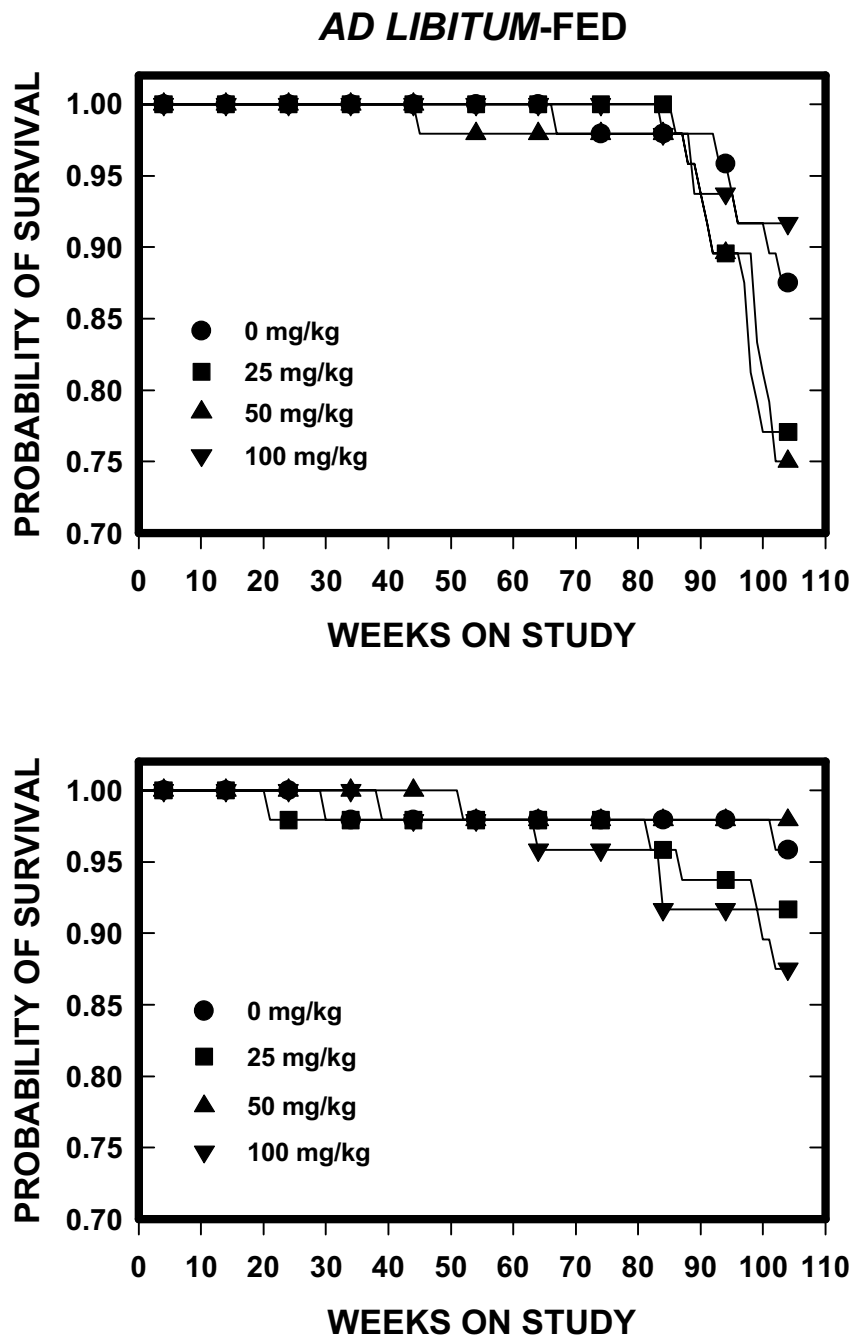 AD LIBITUM-FED
PROBABILITY OF SURVIVAL
1.00
0.95
0.90
0.85
0.80
0.75
0.70
0 mg/kg
25 mg/kg
50 mg/kg
100 mg/kg
0 10 20 30 40 50 60 70 80 90 100 110
WEEKS ON STUDY
PROBABILITY OF SURVIVAL
1.00
0.95
0.90
0.85
0.80
0.75
0.70
0 mg/kg
25 mg/kg
50 mg/kg
100 mg/kg
0 10 20 30 40 50 60 70 80 90 100 110
WEEKS ON STUDY